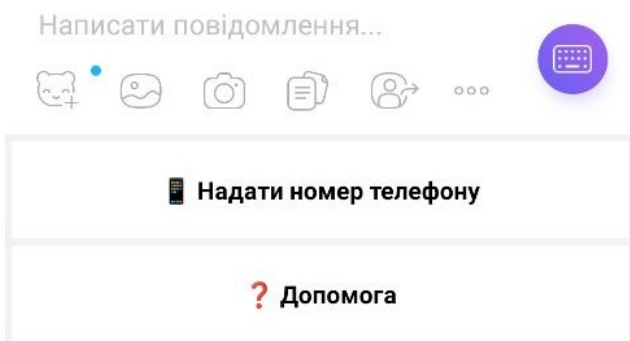 Написати повідомлення...
📱 Надати номер телефону
❓ Допомога